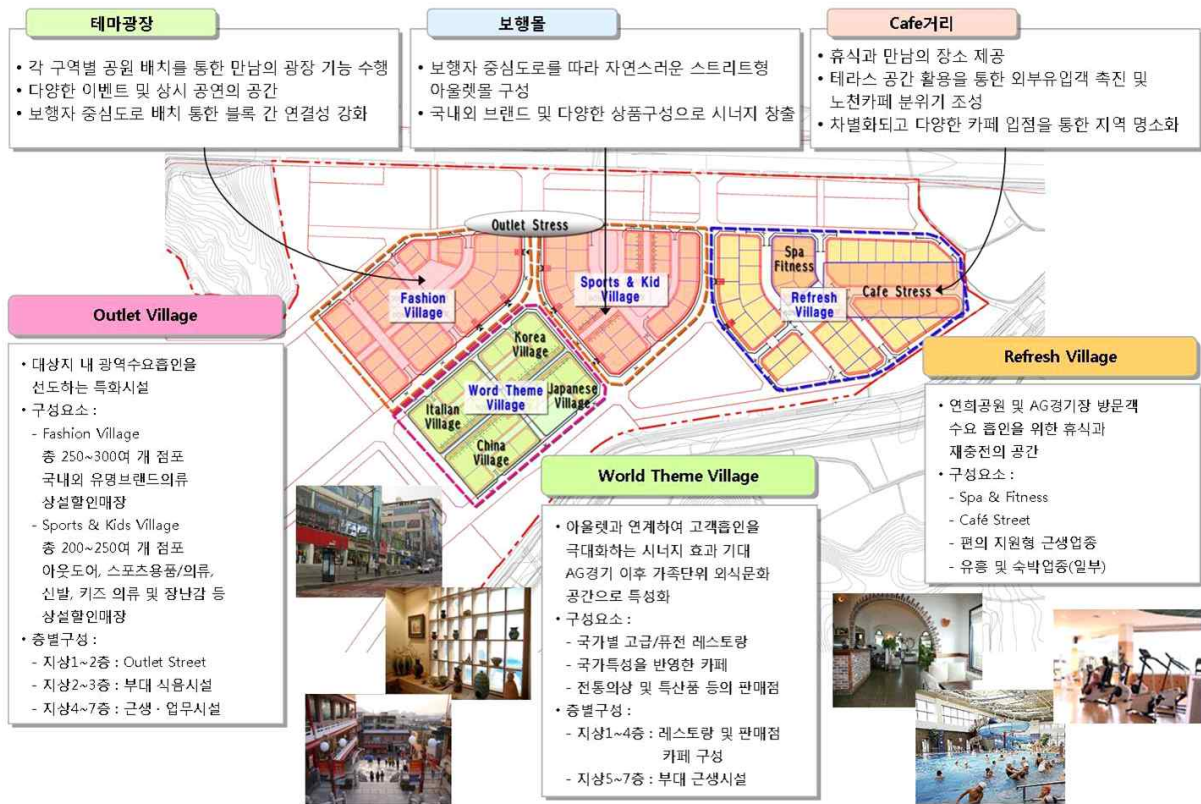 테마광장
• 각 구역별 공원 배치를 통한 만남의 광장 기능 수행
• 다양한 이벤트 및 상시 공연의 공간
• 보행자 중심도로 배치 통한 블록 간 연결성 강화
보행몰
• 보행자 중심도로를 따라 자연스러운 스트리트형
아울렛몰 구성
• 국내외 브랜드 및 다양한 상품구성으로 시너지 창출
Cafe거리
• 휴식과 만남의 장소 제공
• 테라스 공간 활용을 통한 외부유입객 촉진 및
노천카페 분위기 조성
• 차별화되고 다양한 카페 입점을 통한 지역 명소화
Outlet Stress
Fashion
Village
Sports & Kid
Village
Spa
Fitness
Refresh
Village
Cafe Stress
Korea
Village
Word Theme
Village
Japanese
Village
Italian
Village
China
Village
Outlet Village
• 대상지 내 광역수요흡인을
선도하는 특화시설
• 구성요소 :
- Fashion Village
총 250~300여 개 점포
국내외 유명브랜드의류
상설할인매장
- Sports & Kids Village
총 200~250여 개 점포
아웃도어, 스포츠용품/의류,
신발, 키즈 의류 및 장난감 등
상설할인매장
• 층별구성 :
- 지상1~2층 : Outlet Street
- 지상2~3층 : 부대 식음시설
- 지상4~7층 : 근생 · 업무시설
World Theme Village
• 아울렛과 연계하여 고객흡인을
극대화하는 시너지 효과 기대
AG경기 이후 가족단위 외식문화
공간으로 특성화
• 구성요소 :
- 국가별 고급/퓨전 레스토랑
- 국가특성을 반영한 카페
- 전통의상 및 특산품 등의 판매점
• 층별구성 :
- 지상1~4층 : 레스토랑 및 판매점
카페 구성
- 지상5~7층 : 부대 근생시설
Refresh Village
• 연희공원 및 AG경기장 방문객
수요 흡인을 위한 휴식과
재충전의 공간
• 구성요소 :
- Spa & Fitness
- Café Street
- 편의 지원형 근생업종
- 유흥 및 숙박업종(일부)